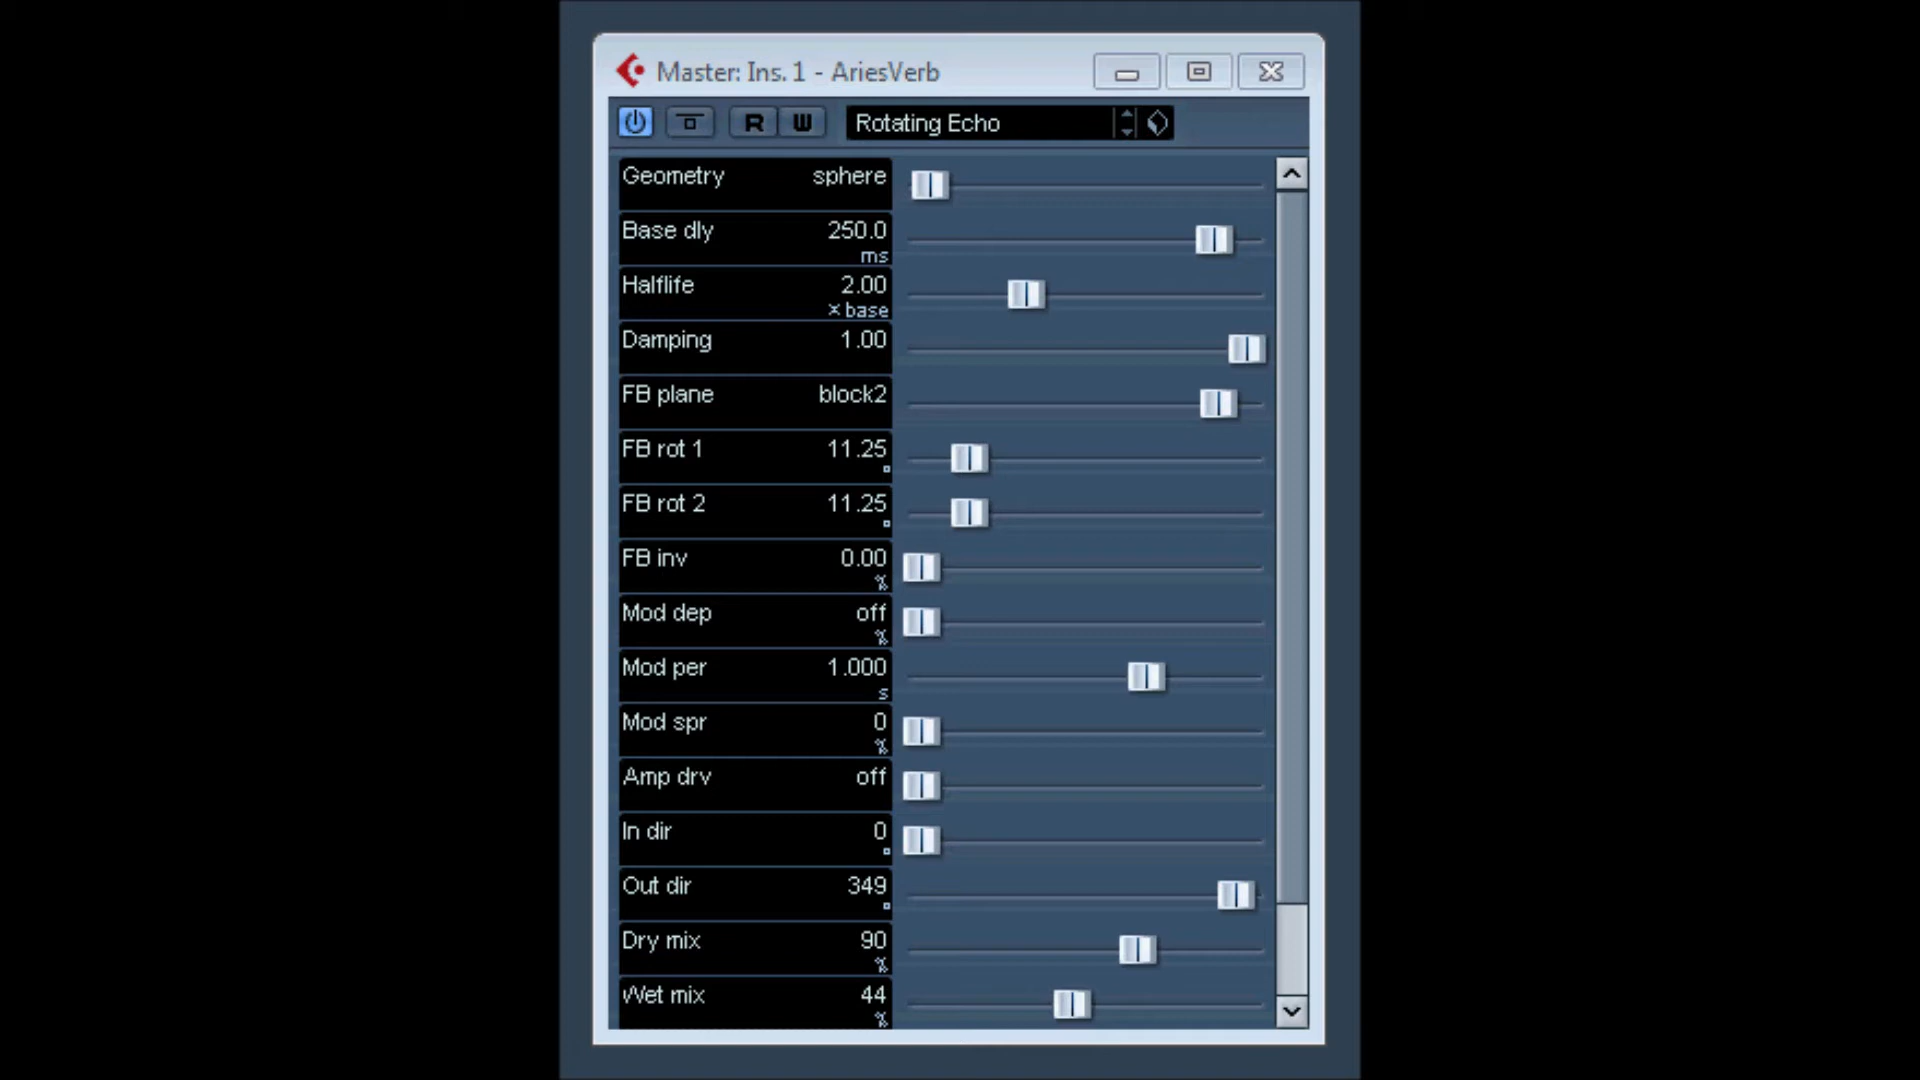 Master: Ins. 1 - AriesVerb
R W Rotating Echo
Geometry sphere
Base dly 250.0
ms
Halflife 2.00
× base
Damping 1.00
FB plane block2
FB rot 1 11.25
°
FB rot 2 11.25
°
FB inv 0.00
%
Mod dep off
%
Mod per 1.000
s
Mod spr 0
%
Amp drv off
In dir 0
°
Out dir 349
°
Dry mix 90
%
Wet mix 44
%